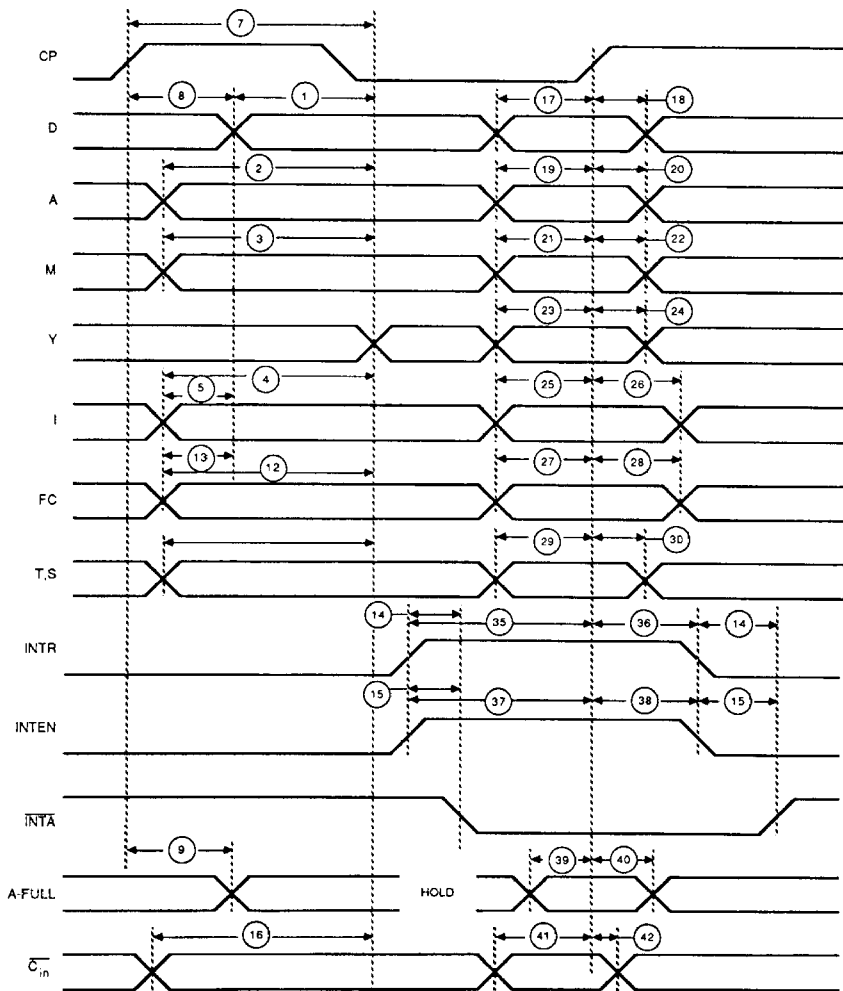 7
CP
8 1 17 18
D
2 19 20
A
3 21 22
M
23 24
Y
4
5 25 26
I
13 12 27 28
FC
29 30
T,S
14 35 36 14
INTR
15 37 38 15
INTEN
INTA
9 39 40
A-FULL HOLD
16 41 42
C̅in